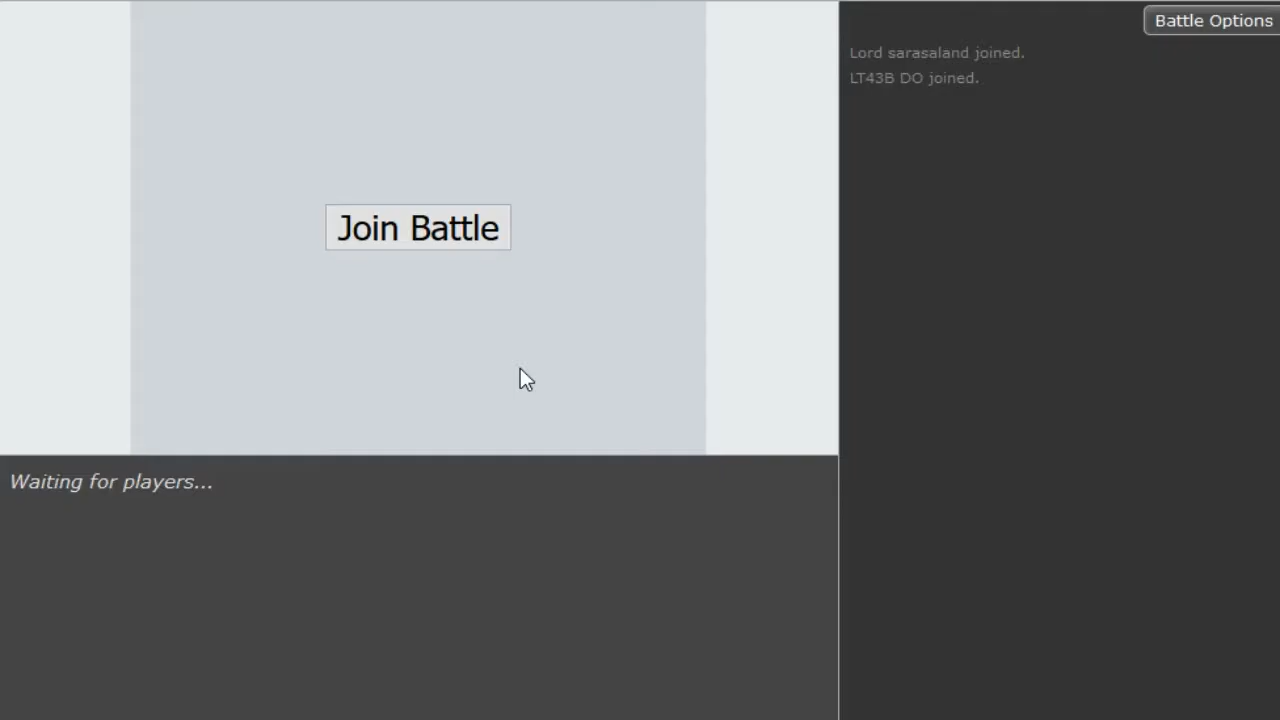 Battle Options
Lord sarasaland joined.
LT43B DO joined.
Join Battle
Waiting for players...